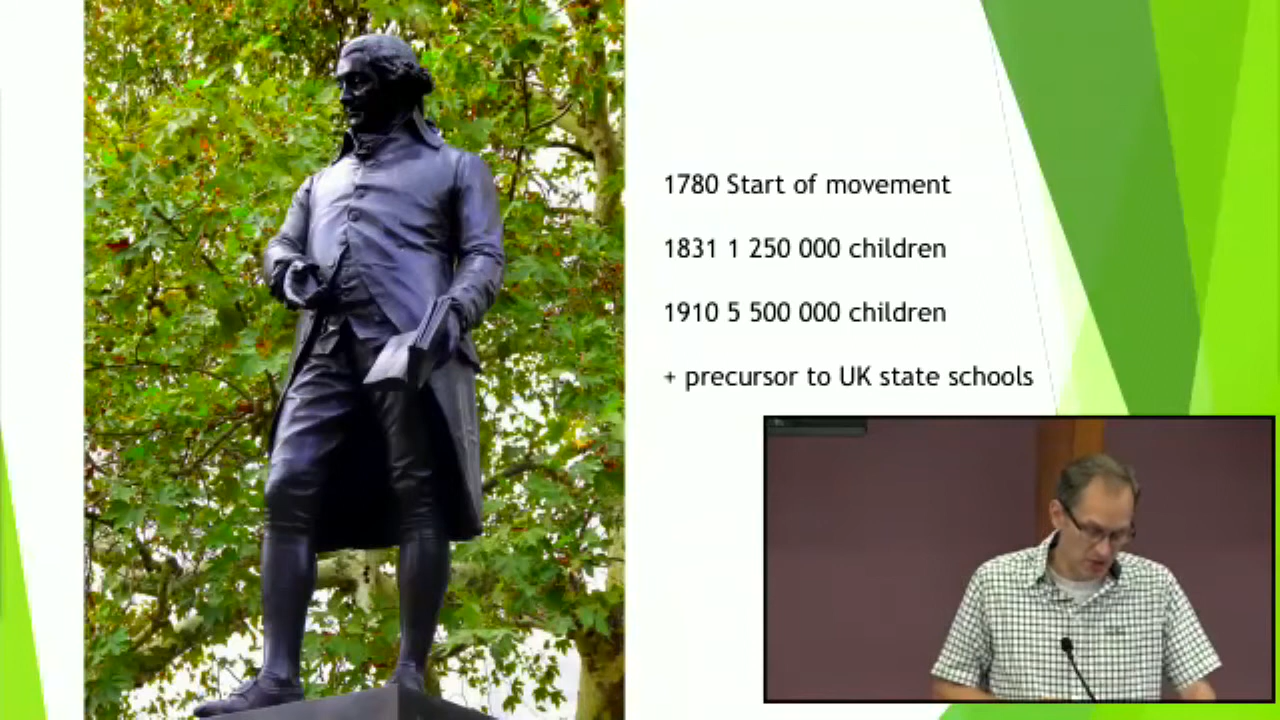 1780 Start of movement
1831 1 250 000 children
1910 5 500 000 children
+ precursor to UK state schools